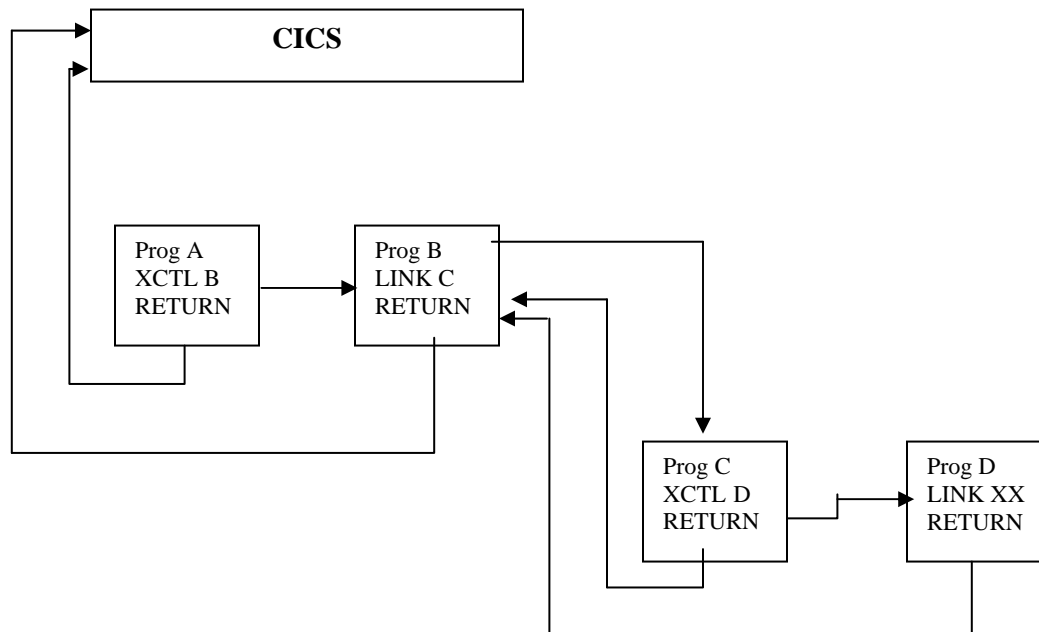 CICS
Prog A
XCTL B
RETURN
Prog B
LINK C
RETURN
Prog C
XCTL D
RETURN
Prog D
LINK XX
RETURN